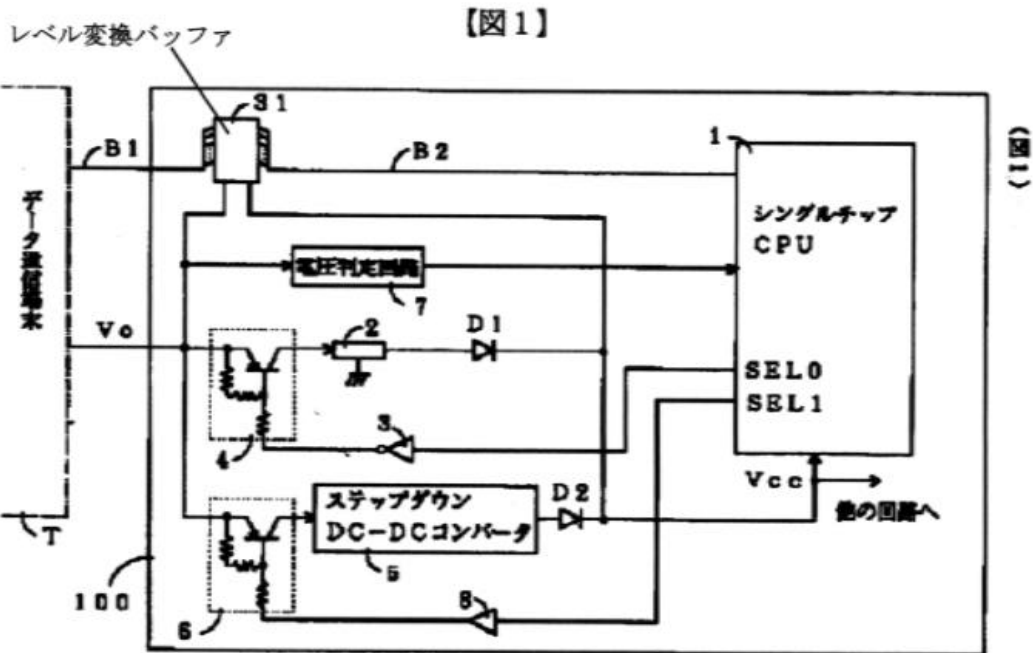 【図1】
レベル変換バッファ
31
B1
B2
1
(図1)
データ通信端末
シングルチップ
CPU
電圧判定回路
7
Vc
2
D1
SEL0
SEL1
3
4
Vcc
他の回路へ
ステップダウン
DC-DCコンバータ
D2
5
T
100
6
8